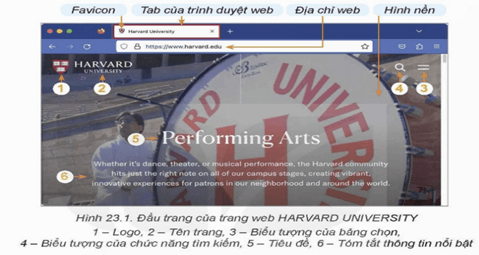 Favicon
Tab của trình duyệt web
Địa chỉ web
Hình nền
Harvard University
https://www.harvard.edu
HARVARD
UNIVERSITY
1
2
4
3
HARVARD
UNIVERSITY
5 Performing Arts
Whether it's dance, theater, or musical performance, the Harvard community
6 hits just the right note on all of our campus stages, creating vibrant,
innovative experiences for patrons in our neighborhood and around the world.
Hình 23.1. Đầu trang của trang web HARVARD UNIVERSITY
1 – Logo, 2 – Tên trang, 3 – Biểu tượng của bảng chọn,
4 – Biểu tượng của chức năng tìm kiếm, 5 – Tiêu đề, 6 – Tóm tắt thông tin nổi bật